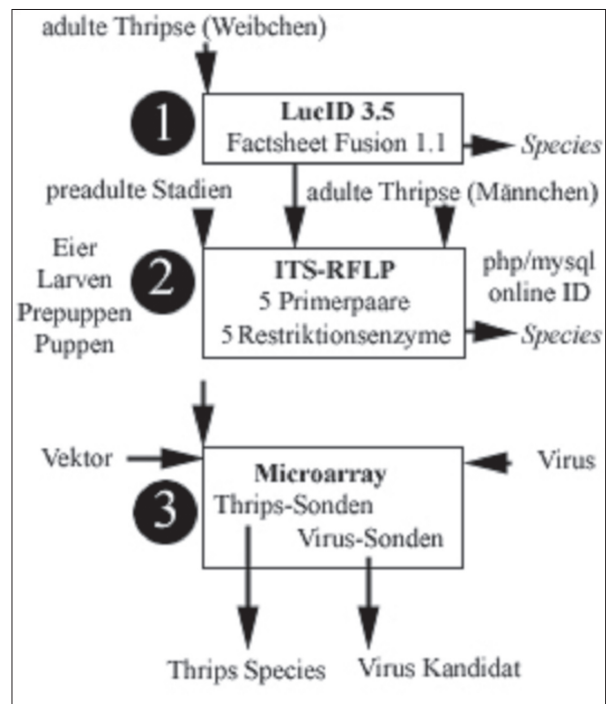 adulte Thripse (Weibchen)
1
LucID 3.5
Factsheet Fusion 1.1
Species
preadulte Stadien
adulte Thripse (Männchen)
Eier
Larven
Prepuppen
Puppen
2
ITS-RFLP
5 Primerpaare
5 Restriktionsenzyme
php/mysql
online ID
Species
Vektor
Virus
3
Microarray
Thrips-Sonden
Virus-Sonden
Thrips Species
Virus Kandidat